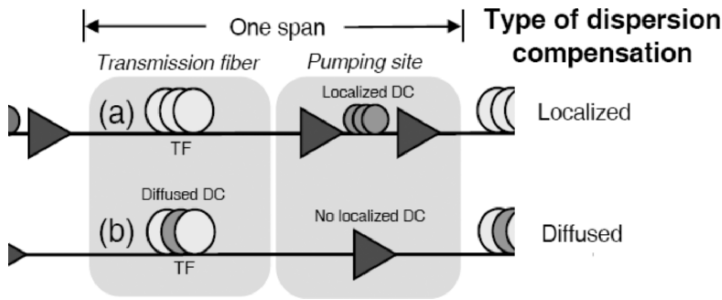 One span
Type of dispersion
compensation
Transmission fiber
Pumping site
Localized DC
(a)
Localized
TF
Diffused DC
No localized DC
(b)
Diffused
TF